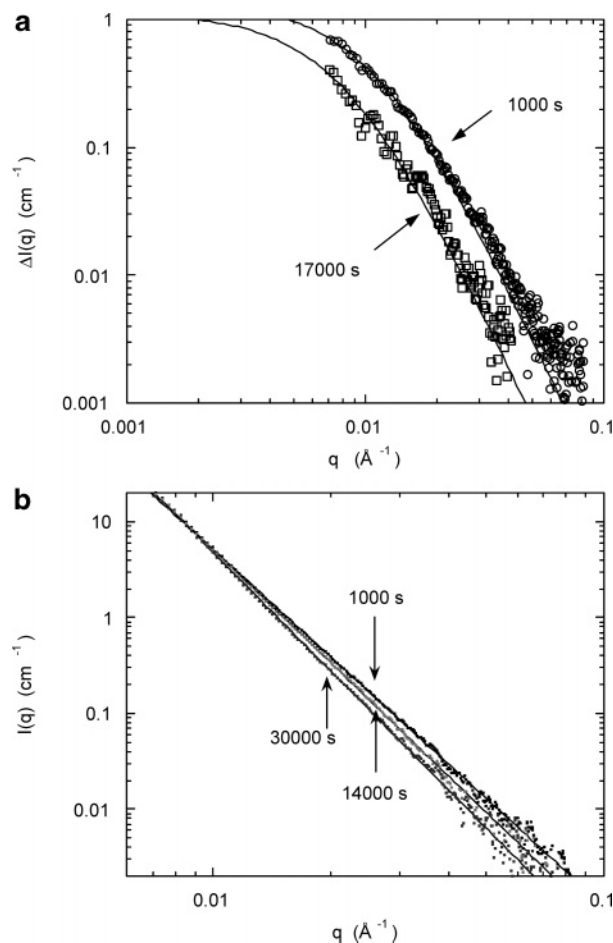 a
1
0.1
0.01
0.001
ΔI(q) (cm⁻¹)
1000 s
17000 s
0.001 0.01 0.1
q (Å⁻¹)
b
10
1
0.1
0.01
I(q) (cm⁻¹)
1000 s
30000 s
14000 s
0.01 0.1
q (Å⁻¹)